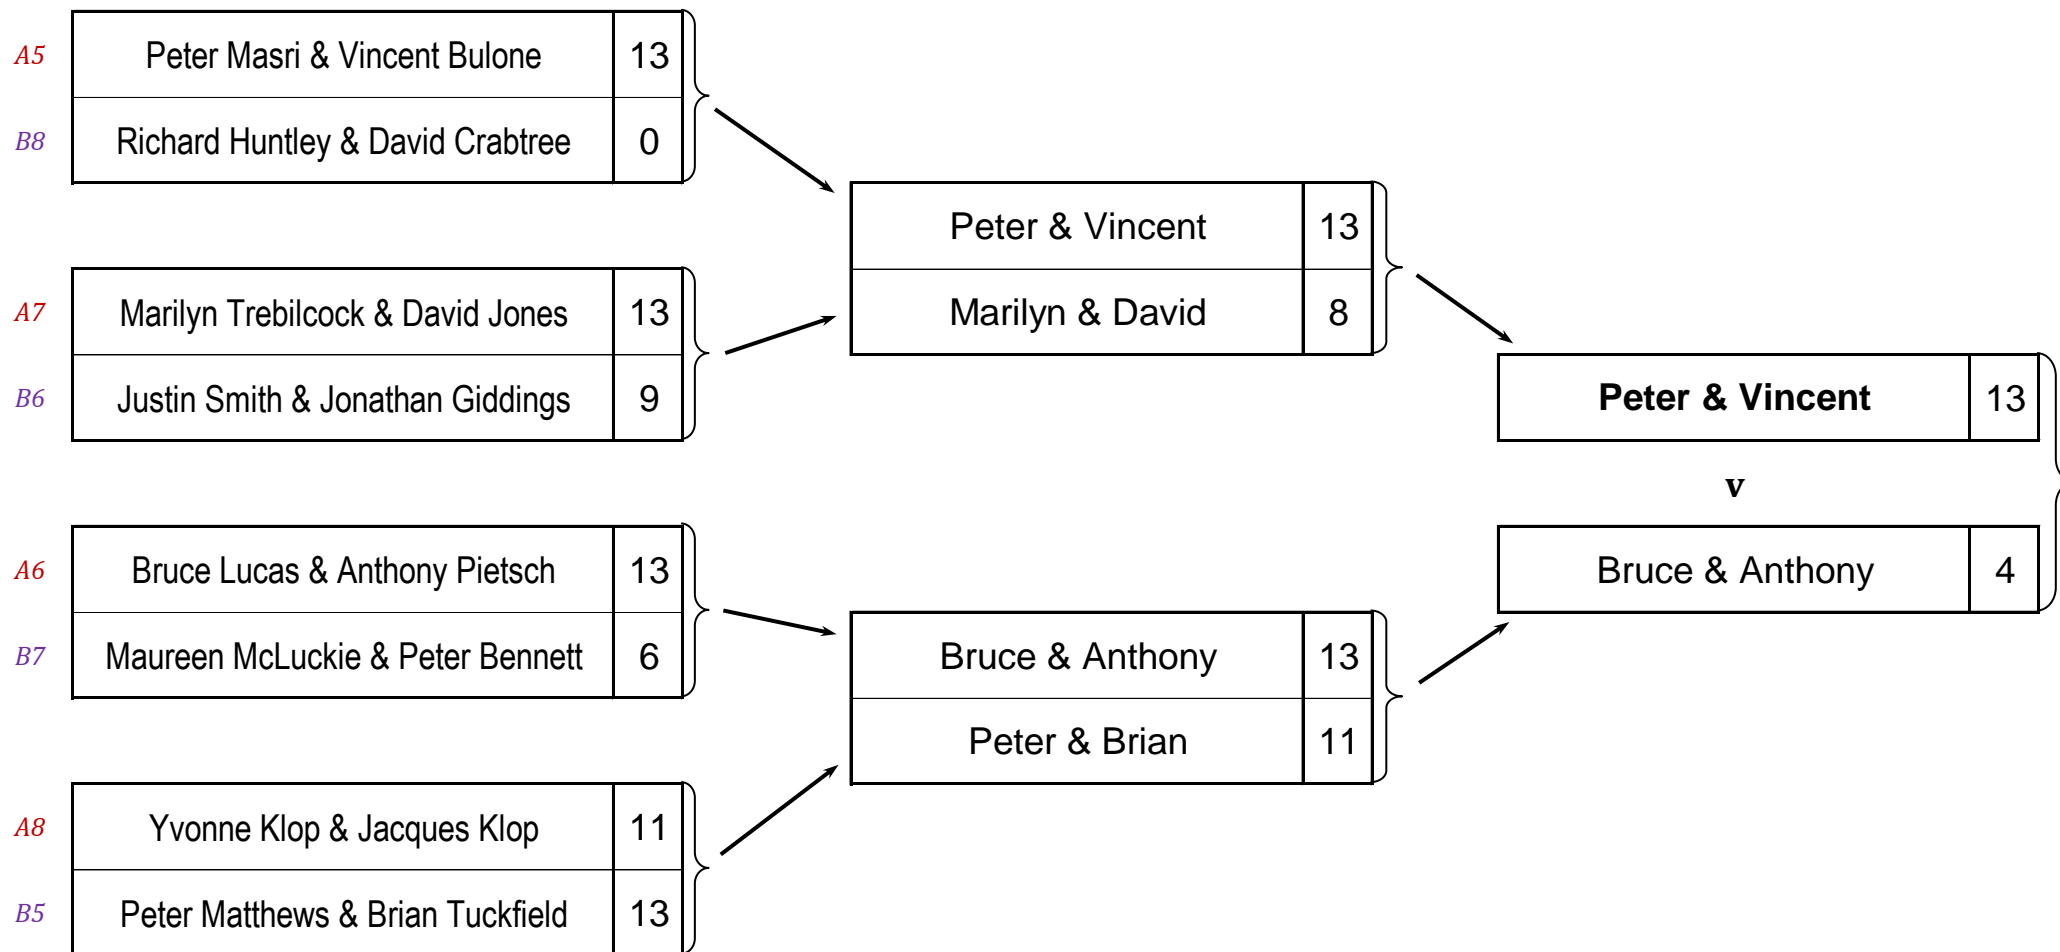 A5 Peter Masri & Vincent Bulone 13
B8 Richard Huntley & David Crabtree 0
Peter & Vincent 13
A7 Marilyn Trebilcock & David Jones 13
Marilyn & David 8
B6 Justin Smith & Jonathan Giddings 9
Peter & Vincent 13
v
A6 Bruce Lucas & Anthony Pietsch 13
Bruce & Anthony 4
B7 Maureen McLuckie & Peter Bennett 6
Bruce & Anthony 13
Peter & Brian 11
A8 Yvonne Klop & Jacques Klop 11
B5 Peter Matthews & Brian Tuckfield 13